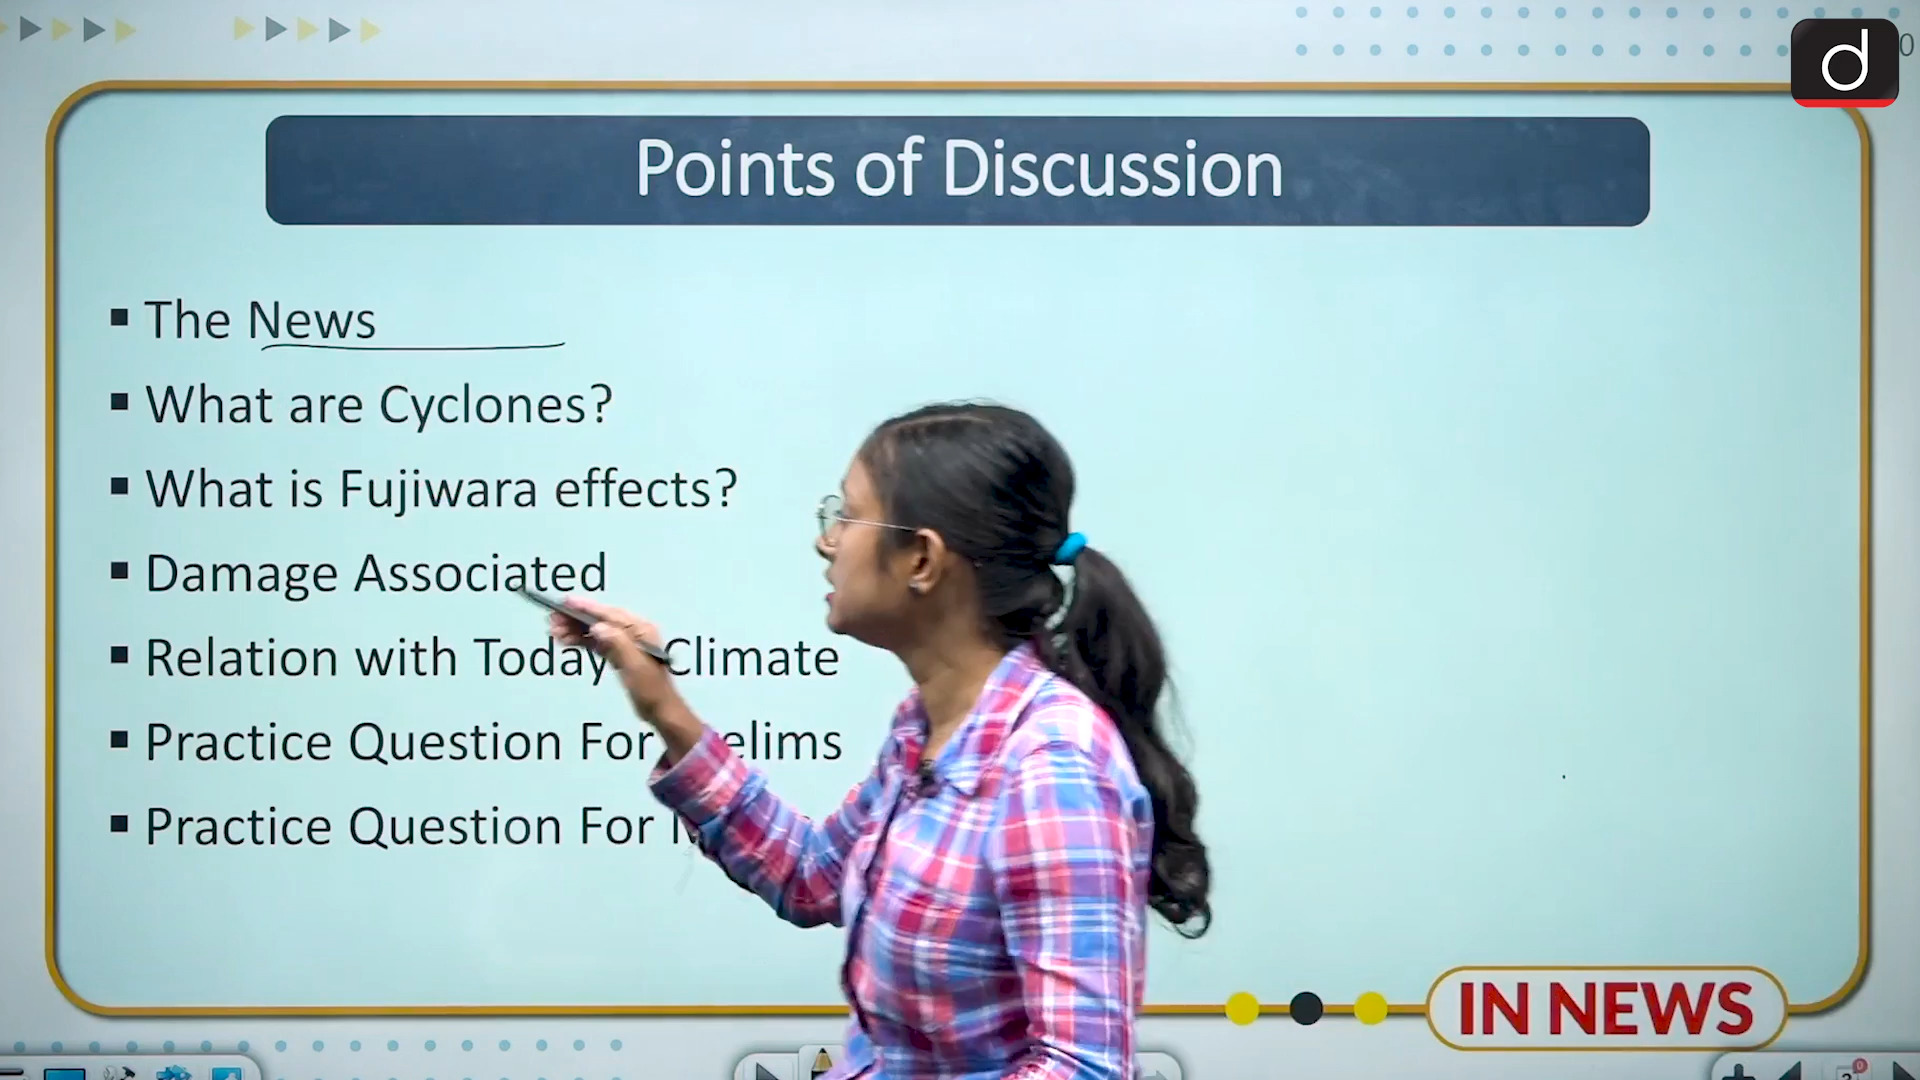 d
Points of Discussion
▪ The News
▪ What are Cyclones?
▪ What is Fujiwara effects?
▪ Damage Associated
▪ Relation with Today Climate
▪ Practice Question For elims
▪ Practice Question For
IN NEWS